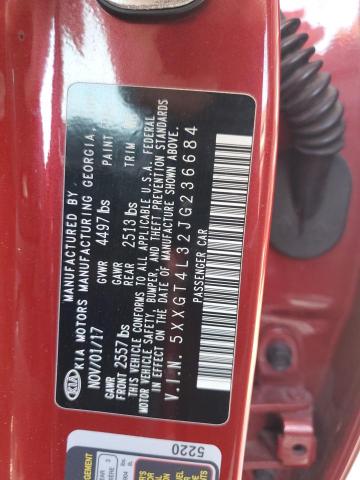 MANUFACTURED BY
KIA MOTORS MANUFACTURING GEORGIA,
NOV/01/17
GVWR 4497 lbs
GAWR FRONT 2557 lbs
GAWR REAR 2513 lbs
TRIM
THIS VEHICLE CONFORMS TO ALL APPLICABLE U.S.A. FEDERAL
MOTOR VEHICLE SAFETY, BUMPER, AND THEFT PREVENTION STANDARDS
IN EFFECT ON THE DATE OF MANUFACTURE SHOWN ABOVE.
V.I.N. 5XXGT4L32JG236684
PASSENGER CAR
KIA
5220